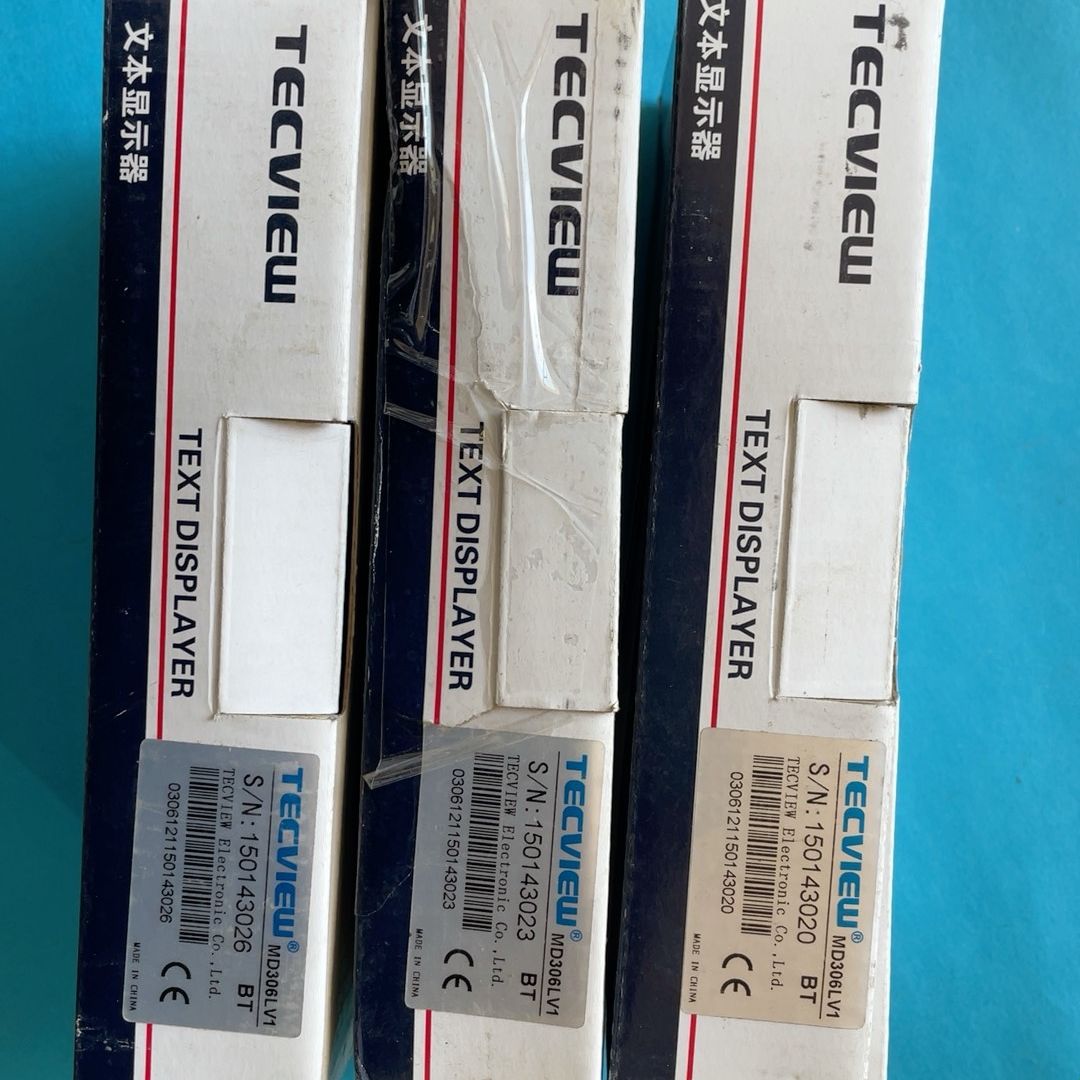 文本显示器
TECVIEW
TEXT DISPLAYER
TECVIEW® MD306LV1
S/N: 150143026 BT
TECVIEW Electronic Co.,Ltd.
0306121150143026
CE
MADE IN CHINA
文本显示器
TECVIEW
TEXT DISPLAYER
TECVIEW® MD306LV1
S/N: 150143023 BT
TECVIEW Electronic Co.,Ltd.
0306121150143023
CE
MADE IN CHINA
文本显示器
TECVIEW
TEXT DISPLAYER
TECVIEW® MD306LV1
S/N: 150143020 BT
TECVIEW Electronic Co.,Ltd.
0306121150143020
CE
MADE IN CHINA